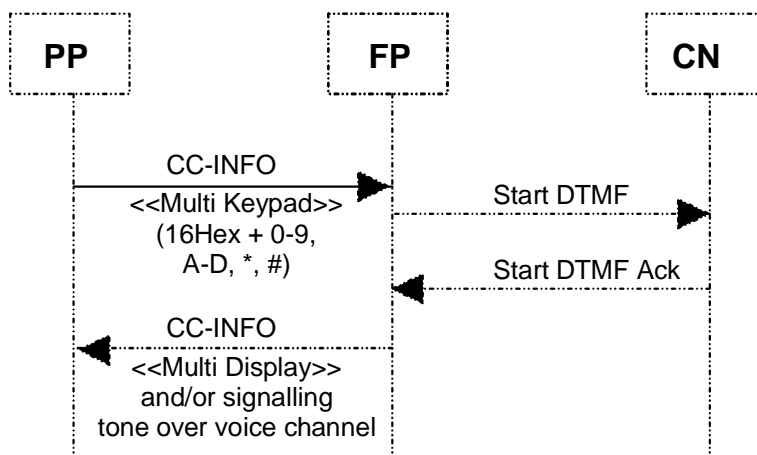 PP
FP
CN
CC-INFO
<<Multi Keypad>>
(16Hex + 0-9,
A-D, *, #)
Start DTMF
Start DTMF Ack
CC-INFO
<<Multi Display>>
and/or signalling
tone over voice channel